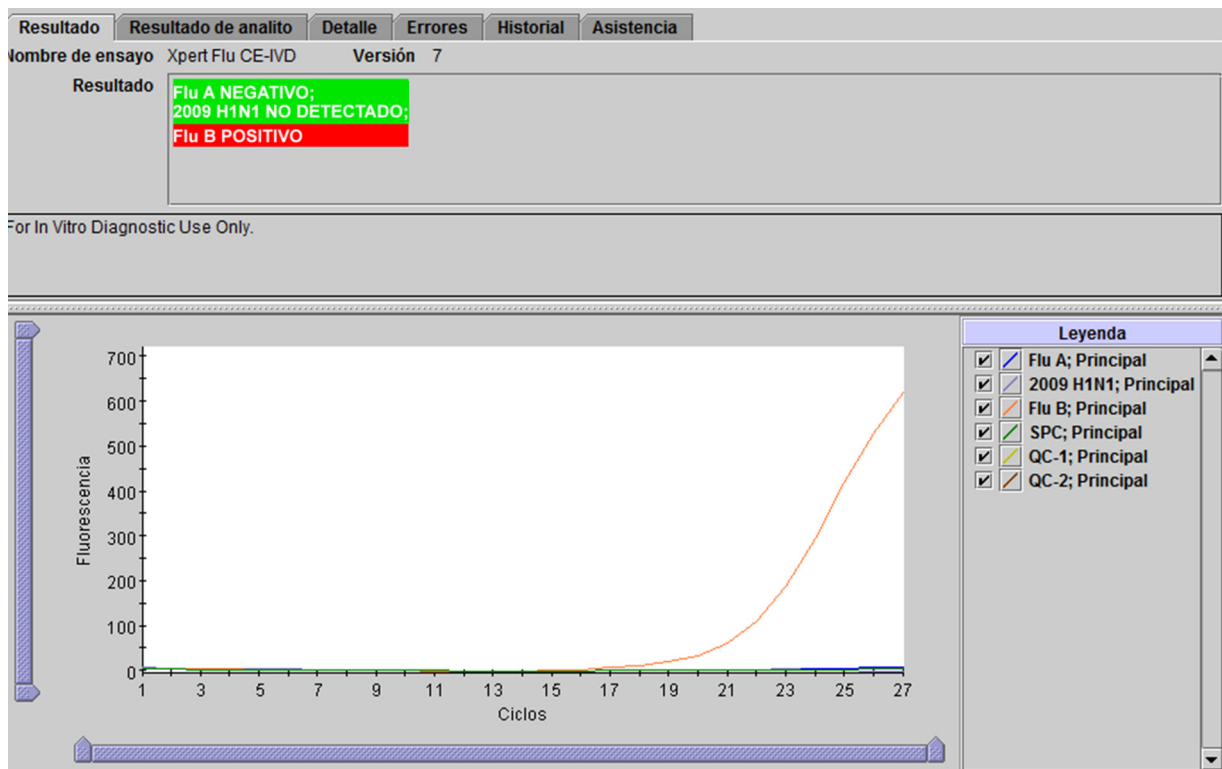 Resultado Resultado de analito Detalle Errores Historial Asistencia
Nombre de ensayo Xpert Flu CE-IVD Versión 7
Resultado
Flu A NEGATIVO;
2009 H1N1 NO DETECTADO;
Flu B POSITIVO
For In Vitro Diagnostic Use Only.
Leyenda
Flu A; Principal
2009 H1N1; Principal
Flu B; Principal
SPC; Principal
QC-1; Principal
QC-2; Principal
Fluorescencia
700
600
500
400
300
200
100
0
1 3 5 7 9 11 13 15 17 19 21 23 25 27
Ciclos